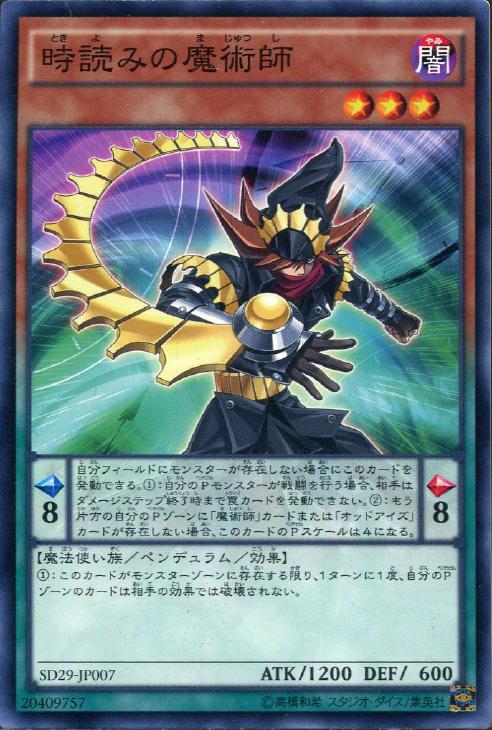 時読みの魔術師
闇
自分フィールドにモンスターが存在しない場合にこのカードを
発動できる。①:自分のPモンスターが戦闘を行う場合、相手は
ダメージステップ終了時まで罠カードを発動できない。②:もう
片方の自分のPゾーンに「魔術師」カードまたは「オッドアイズ」
カードが存在しない場合、このカードのPスケールは4になる。
8
8
【魔法使い族／ペンデュラム／効果】
①:このカードがモンスターゾーンに存在する限り、1ターンに1度、自分のP
ゾーンのカードは相手の効果では破壊されない。
SD29-JP007
ATK/1200 DEF/ 600
20409757
©高橋和希 スタジオ・ダイス/集英社